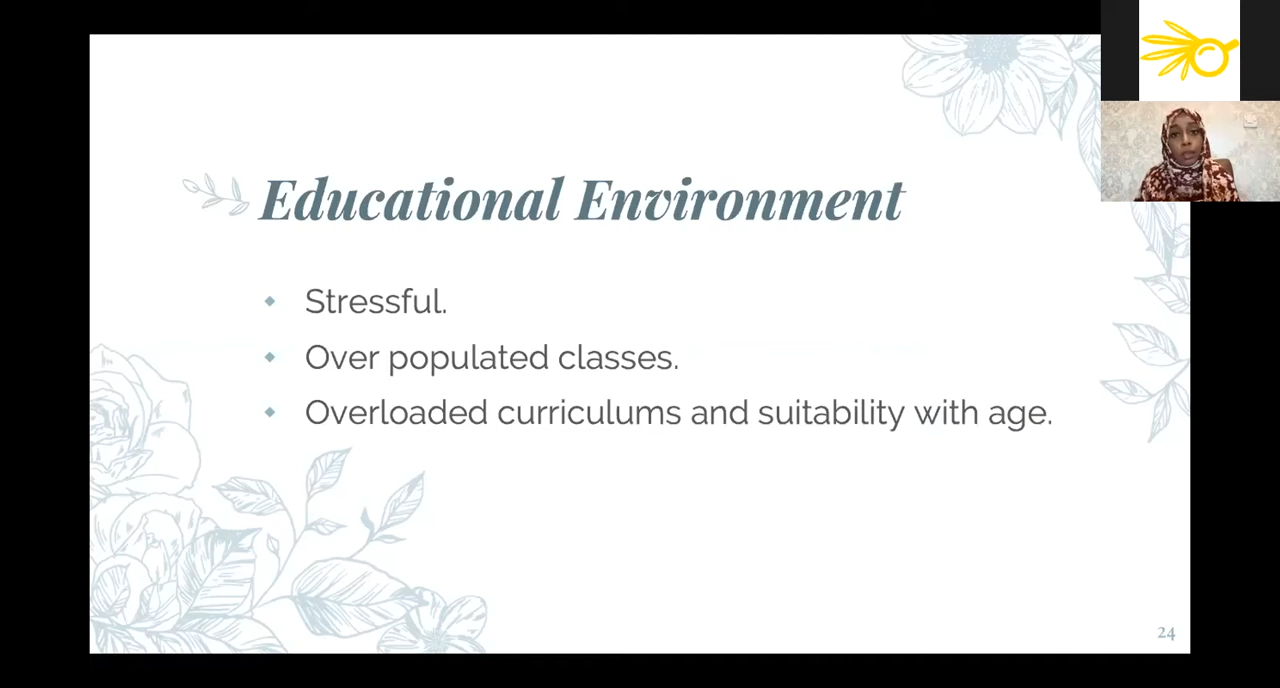 Educational Environment
Stressful.
Over populated classes.
Overloaded curriculums and suitability with age.
24